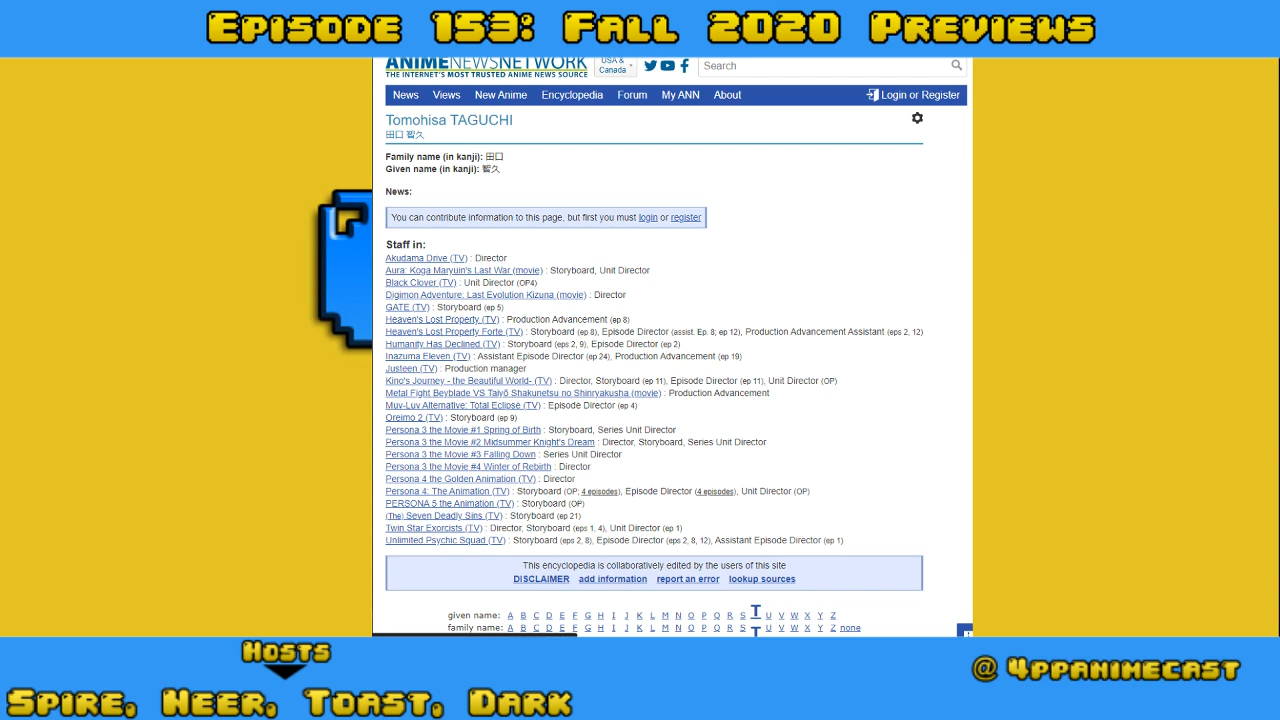 Episode 153: Fall 2020 Previews
ANIMENEWSNETWORK
THE INTERNET'S MOST TRUSTED ANIME NEWS SOURCE
USA &
Canada
Search
News Views New Anime Encyclopedia Forum My ANN About Login or Register
Tomohisa TAGUCHI
田口 智久
Family name (in kanji): 田口
Given name (in kanji): 智久
News:
You can contribute information to this page, but first you must login or register
Staff in:
Akudama Drive (TV) : Director
Aura: Koga Maryuin's Last War (movie) : Storyboard, Unit Director
Black Clover (TV) : Unit Director (OP4)
Digimon Adventure: Last Evolution Kizuna (movie) : Director
GATE (TV) : Storyboard (ep 5)
Heaven's Lost Property (TV) : Production Advancement (ep 8)
Heaven's Lost Property Forte (TV) : Storyboard (ep 8), Episode Director (assist. Ep. 8; ep 12), Production Advancement Assistant (eps 2, 12)
Humanity Has Declined (TV) : Storyboard (eps 2, 9), Episode Director (ep 2)
Inazuma Eleven (TV) : Assistant Episode Director (ep 24), Production Advancement (ep 19)
Justeen (TV) : Production manager
Kino's Journey - the Beautiful World- (TV) : Director, Storyboard (ep 11), Episode Director (ep 11), Unit Director (OP)
Metal Fight Beyblade VS Taiyō Shakunetsu no Shinryakusha (movie) : Production Advancement
Muv-Luv Alternative: Total Eclipse (TV) : Episode Director (ep 4)
Oreimo 2 (TV) : Storyboard (ep 9)
Persona 3 the Movie #1 Spring of Birth : Storyboard, Series Unit Director
Persona 3 the Movie #2 Midsummer Knight's Dream : Director, Storyboard, Series Unit Director
Persona 3 the Movie #3 Falling Down : Series Unit Director
Persona 3 the Movie #4 Winter of Rebirth : Director
Persona 4 the Golden Animation (TV) : Director
Persona 4: The Animation (TV) : Storyboard (OP; 4 episodes), Episode Director (4 episodes), Unit Director (OP)
PERSONA 5 the Animation (TV) : Storyboard (OP)
(The) Seven Deadly Sins (TV) : Storyboard (ep 21)
Twin Star Exorcists (TV) : Director, Storyboard (eps 1, 4), Unit Director (ep 1)
Unlimited Psychic Squad (TV) : Storyboard (eps 2, 8), Episode Director (eps 2, 8, 12), Assistant Episode Director (ep 1)
This encyclopedia is collaboratively edited by the users of this site
DISCLAIMER add information report an error lookup sources
given name: A B C D E F G H I J K L M N O P Q R S T U V W X Y Z
family name: A B C D E F G H I J K L M N O P Q R S T U V W X Y Z none
Hosts
Spire, Neer, Toast, Dark
@ 4ppanimecast